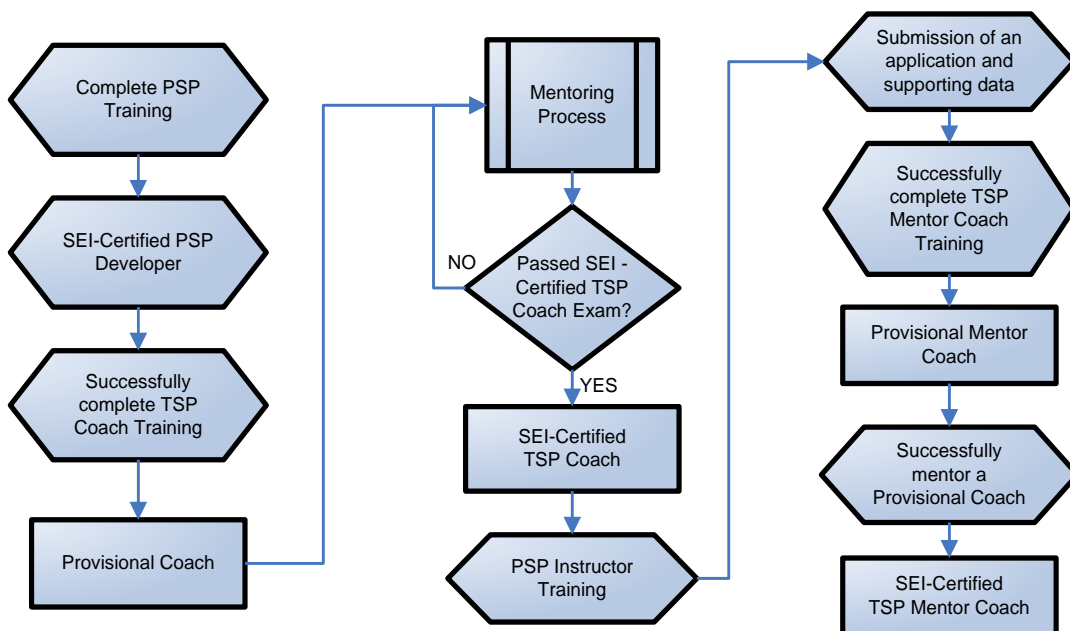 Complete PSP
Training
SEI-Certified PSP
Developer
Successfully
complete TSP
Coach Training
Provisional Coach
Mentoring
Process
NO
Passed SEI -
Certified TSP
Coach Exam?
YES
SEI-Certified
TSP Coach
PSP Instructor
Training
Submission of an
application and
supporting data
Successfully
complete TSP
Mentor Coach
Training
Provisional Mentor
Coach
Successfully
mentor a
Provisional Coach
SEI-Certified
TSP Mentor Coach